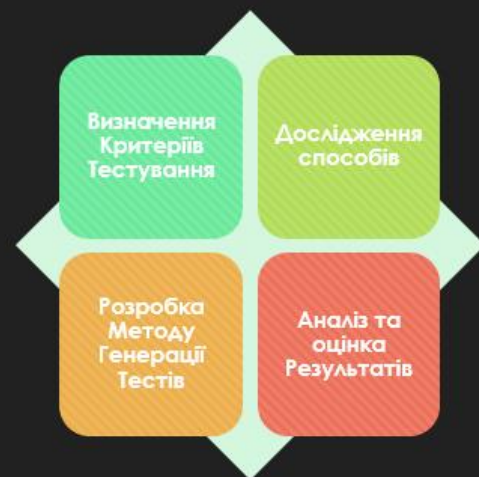 Визначення
Критеріїв
Тестування
Дослідження
способів
Розробка
Методу
Генерації
Тестів
Аналіз та
оцінка
Результатів